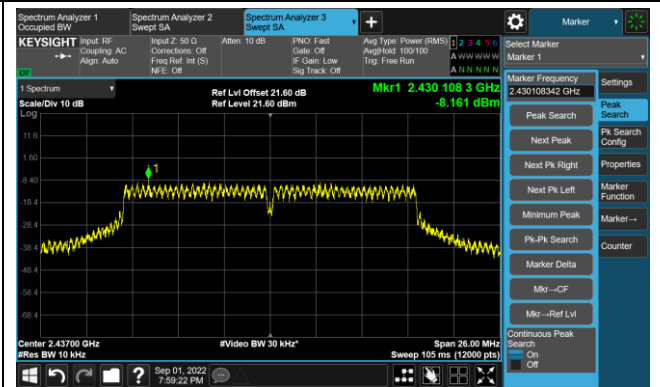 Spectrum Analyzer 1
Occupied BW
Spectrum Analyzer 2
Swept SA
Spectrum Analyzer 3
Swept SA
+
Marker
KEYSIGHT
Input: RF
Coupling: AC
Align: Auto
Input Z: 50 Ω
Corrections: Off
Freq Ref: Int (S)
NFE: Off
Atten: 10 dB
PNO: Fast
Gate: Off
IF Gain: Low
Sig Track: Off
Avg Type: Power (RMS)
Avg|Hold: 100/100
Trig: Free Run
1 2 3 4 5 6
A W W W W W
A N N N N N
LU
Select Marker
Marker 1
1 Spectrum
Scale/Div 10 dB
Log
Ref Lvl Offset 21.60 dB
Ref Level 21.60 dBm
Mkr1 2.430 108 3 GHz
-8.161 dBm
11.6
1.60
-8.40
-18.4
-28.4
-38.4
-48.4
-58.4
-68.4
1
Center 2.43700 GHz
#Res BW 10 kHz
#Video BW 30 kHz*
Span 26.00 MHz
Sweep 105 ms (12000 pts)
Marker Frequency
2.430108342 GHz
Peak Search
Next Peak
Next Pk Right
Next Pk Left
Minimum Peak
Pk-Pk Search
Marker Delta
Mkr→CF
Mkr→Ref Lvl
Continuous Peak
Search
On
Off
Settings
Peak
Search
Pk Search
Config
Properties
Marker
Function
Marker→
Counter
?
Sep 01, 2022
7:59:22 PM